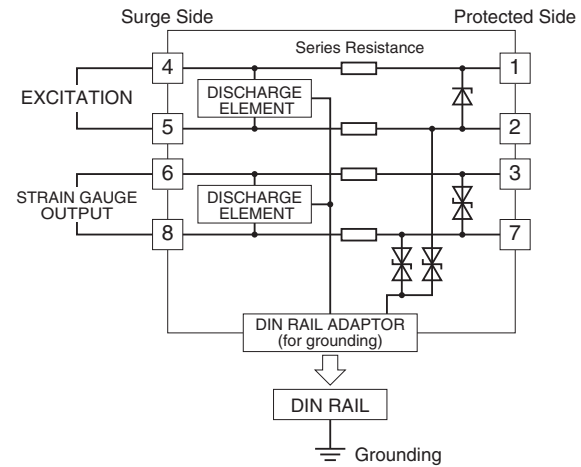 Surge Side
Protected Side
Series Resistance
4
1
EXCITATION
DISCHARGE
ELEMENT
5
2
6
3
STRAIN GAUGE
OUTPUT
DISCHARGE
ELEMENT
8
7
DIN RAIL ADAPTOR
(for grounding)
DIN RAIL
Grounding